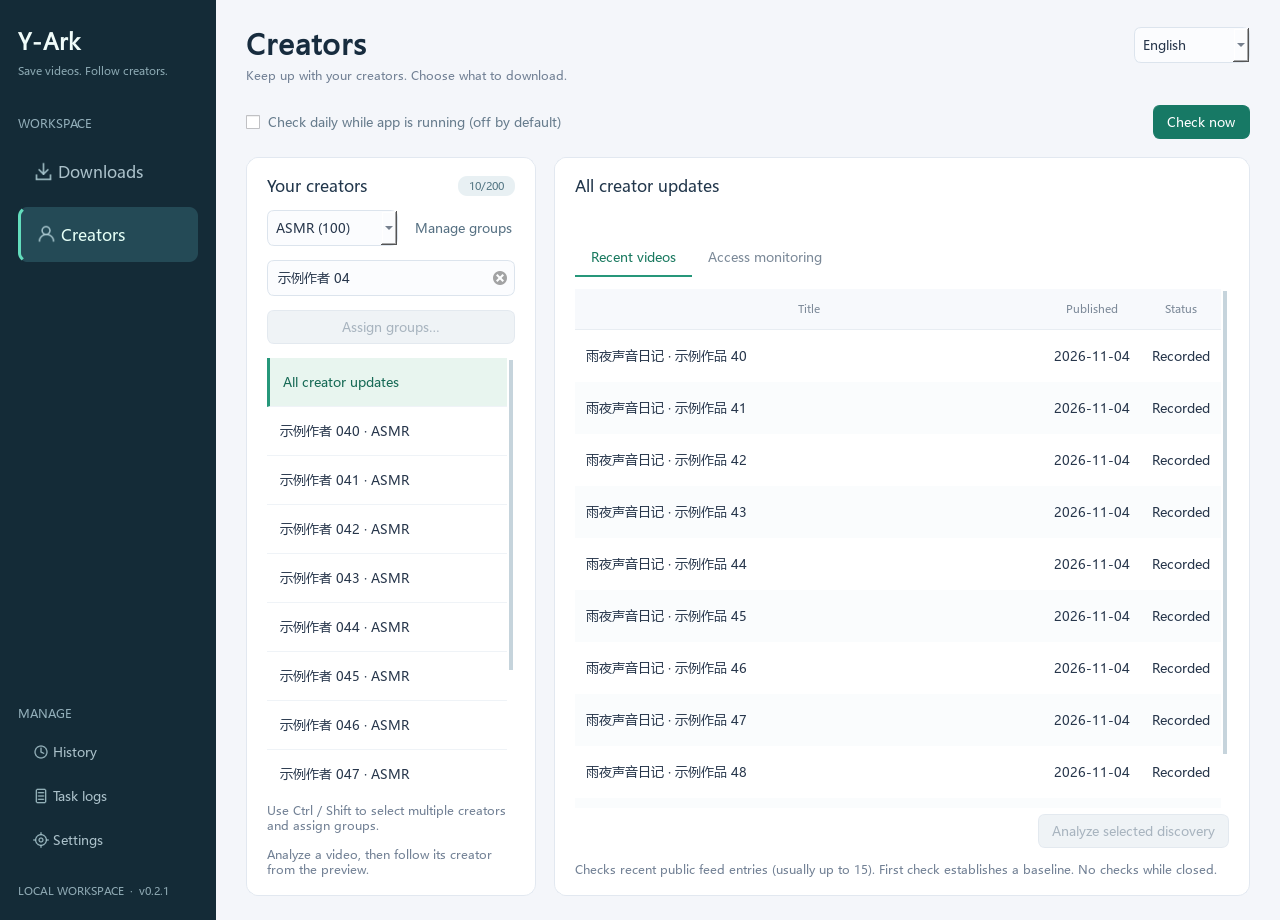 Y-Ark
Save videos. Follow creators.
WORKSPACE
Downloads
Creators
MANAGE
History
Task logs
Settings
LOCAL WORKSPACE · v0.2.1
Creators
English
Keep up with your creators. Choose what to download.
Check daily while app is running (off by default)
Check now
Your creators
10/200
ASMR (100)
Manage groups
示例作者 04
Assign groups...
All creator updates
示例作者 040 · ASMR
示例作者 041 · ASMR
示例作者 042 · ASMR
示例作者 043 · ASMR
示例作者 044 · ASMR
示例作者 045 · ASMR
示例作者 046 · ASMR
示例作者 047 · ASMR
Use Ctrl / Shift to select multiple creators
and assign groups.
Analyze a video, then follow its creator
from the preview.
All creator updates
Recent videos
Access monitoring
Title Published Status
雨夜声音日记 · 示例作品 40 2026-11-04 Recorded
雨夜声音日记 · 示例作品 41 2026-11-04 Recorded
雨夜声音日记 · 示例作品 42 2026-11-04 Recorded
雨夜声音日记 · 示例作品 43 2026-11-04 Recorded
雨夜声音日记 · 示例作品 44 2026-11-04 Recorded
雨夜声音日记 · 示例作品 45 2026-11-04 Recorded
雨夜声音日记 · 示例作品 46 2026-11-04 Recorded
雨夜声音日记 · 示例作品 47 2026-11-04 Recorded
雨夜声音日记 · 示例作品 48 2026-11-04 Recorded
Analyze selected discovery
Checks recent public feed entries (usually up to 15). First check establishes a baseline. No checks while closed.